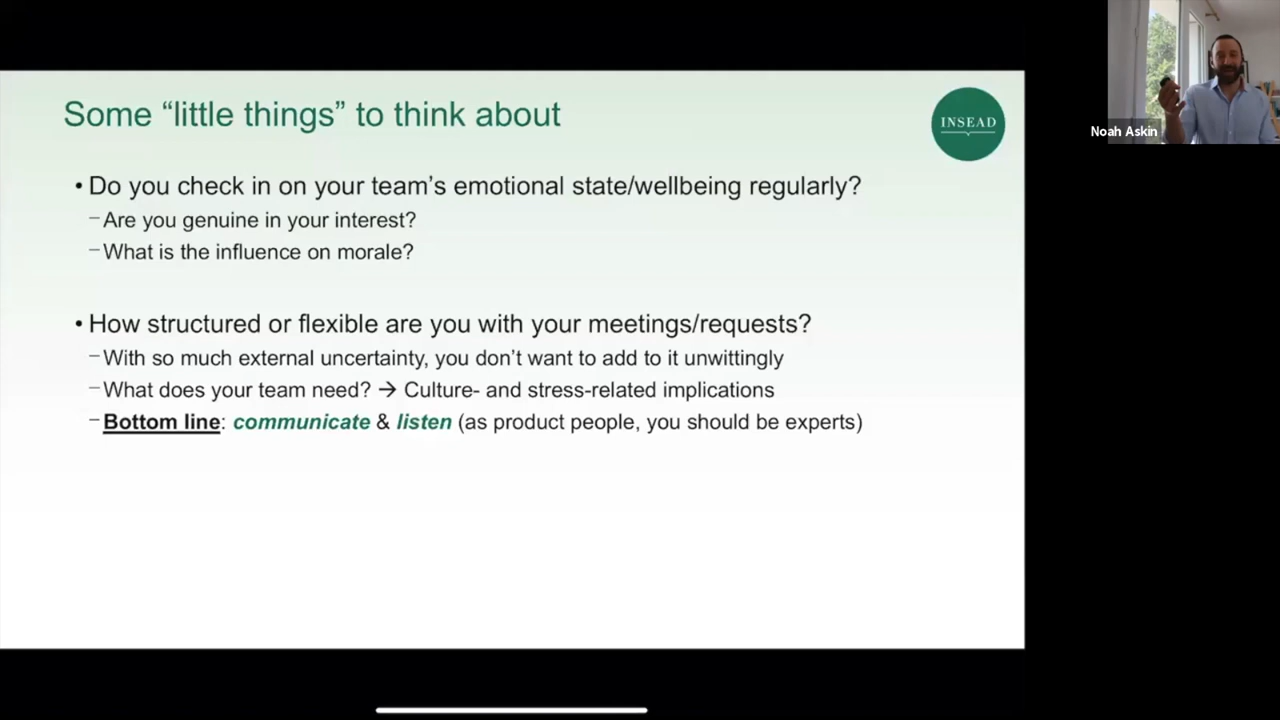 Some “little things” to think about
INSEAD
• Do you check in on your team’s emotional state/wellbeing regularly?
– Are you genuine in your interest?
– What is the influence on morale?
• How structured or flexible are you with your meetings/requests?
– With so much external uncertainty, you don’t want to add to it unwittingly
– What does your team need? → Culture- and stress-related implications
– Bottom line: communicate & listen (as product people, you should be experts)
Noah Askin